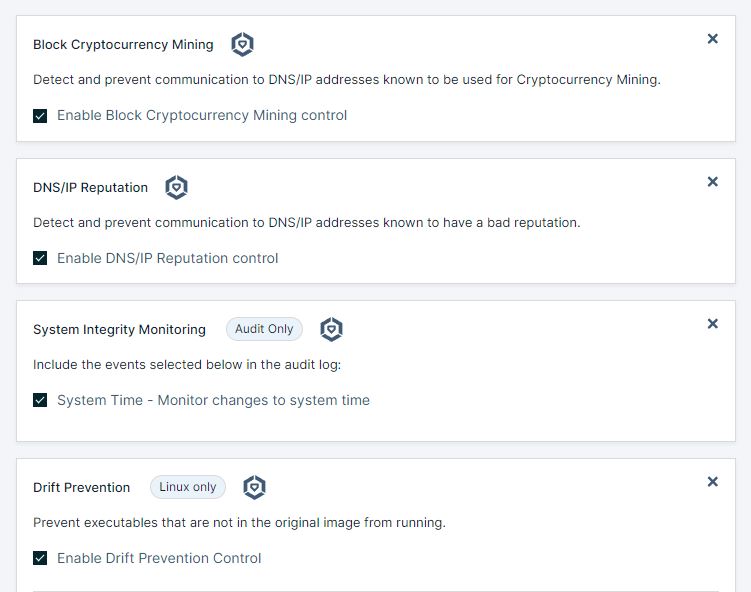 Block Cryptocurrency Mining
Detect and prevent communication to DNS/IP addresses known to be used for Cryptocurrency Mining.
Enable Block Cryptocurrency Mining control
DNS/IP Reputation
Detect and prevent communication to DNS/IP addresses known to have a bad reputation.
Enable DNS/IP Reputation control
System Integrity Monitoring Audit Only
Include the events selected below in the audit log:
System Time - Monitor changes to system time
Drift Prevention Linux only
Prevent executables that are not in the original image from running.
Enable Drift Prevention Control